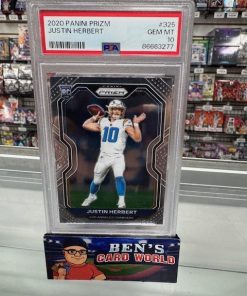 2020 PANINI PRIZM #325
JUSTIN HERBERT GEM MT
10
PSA 86663277
PRIZM
10
JUSTIN HERBERT
LOS ANGELES CHARGERS
BEN'S
CARD WORLD